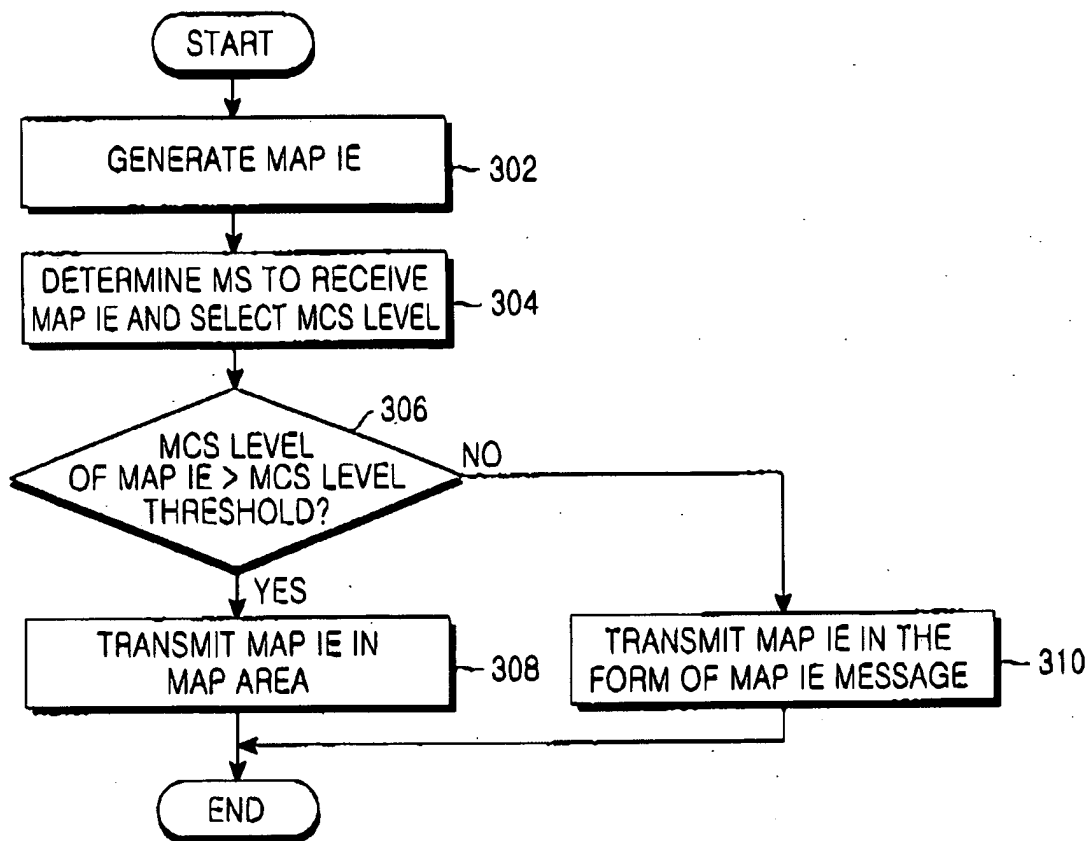 START
GENERATE MAP IE
302
DETERMINE MS TO RECEIVE
MAP IE AND SELECT MCS LEVEL
304
306
MCS LEVEL
OF MAP IE > MCS LEVEL
THRESHOLD?
NO
YES
TRANSMIT MAP IE IN
MAP AREA
308
TRANSMIT MAP IE IN THE
FORM OF MAP IE MESSAGE
310
END